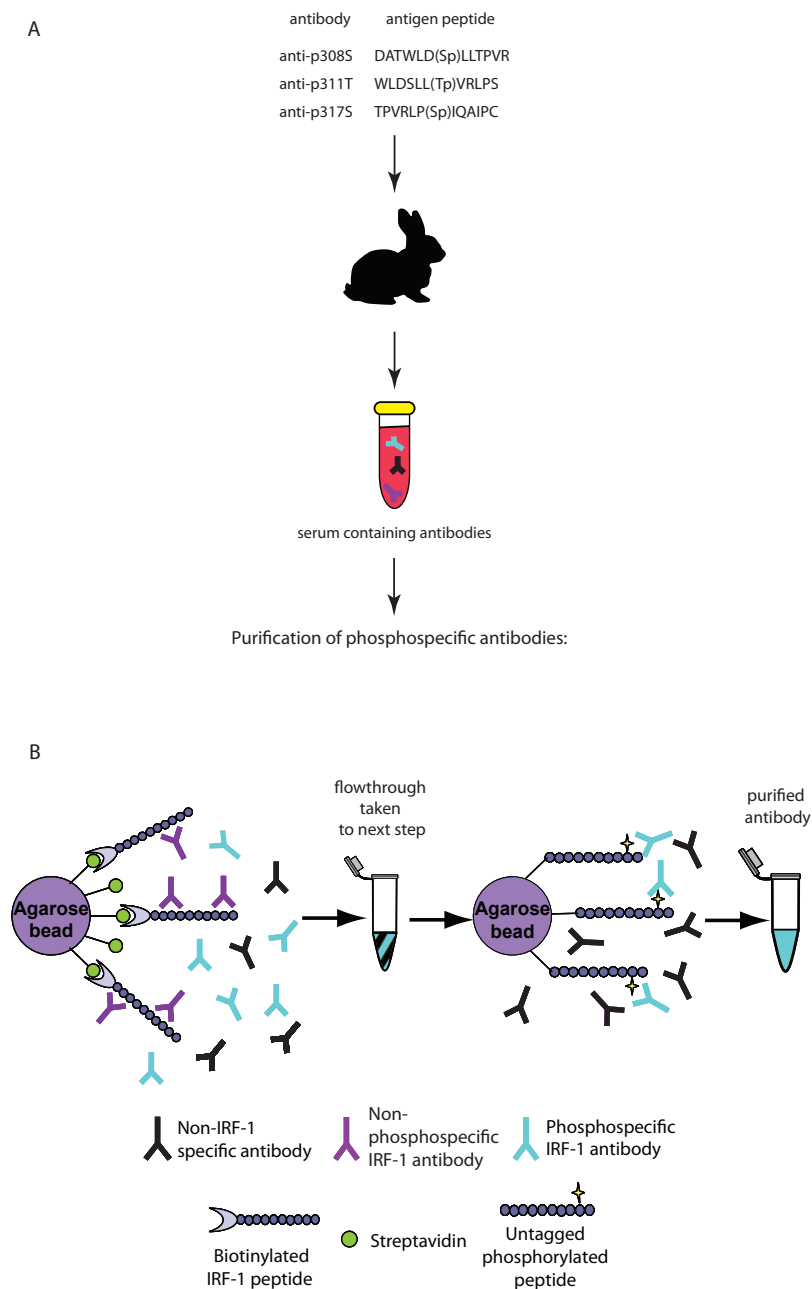 A
antibody antigen peptide
anti-p308S DATWLD(Sp)LLTPVR
anti-p311T WLDSLL(Tp)VRLPS
anti-p317S TPVRLP(Sp)IQAIPC
serum containing antibodies
Purification of phosphospecific antibodies:
B
flowthrough
taken
to next step
purified
antibody
Agarose
bead
Agarose
bead
Non-IRF-1
specific antibody
Non-
phosphospecific
IRF-1 antibody
Phosphospecific
IRF-1 antibody
Biotinylated
IRF-1 peptide
Streptavidin
Untagged
phosphorylated
peptide